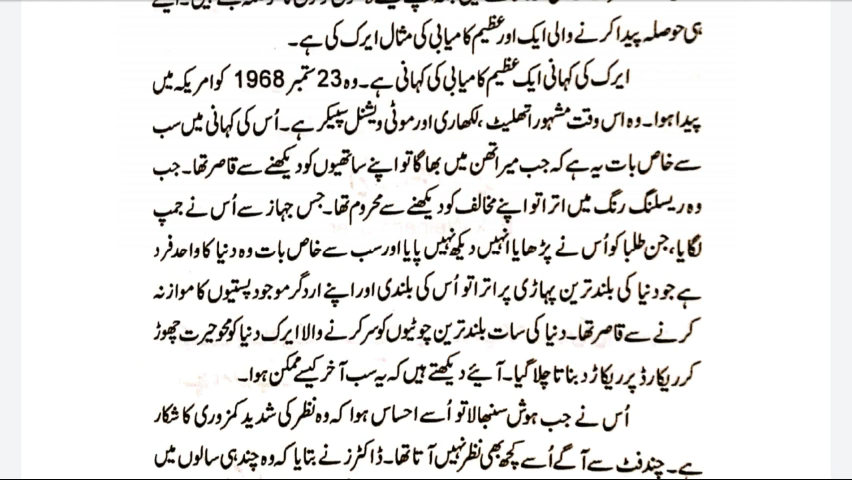 ہی حوصلہ پیدا کرنے والی ایک اور عظیم کامیابی کی مثال ایرک کی ہے۔
ایرک کی کہانی ایک عظیم کامیابی کی کہانی ہے۔ وہ 23 ستمبر 1968 کو امریکہ میں
پیدا ہوا۔ وہ اس وقت مشہور اتھلیٹ، لکھاری اور موٹی ویشنل سپیکر ہے۔ اُس کی کہانی میں سب
سے خاص بات یہ ہے کہ جب میراتھن میں بھاگا تو اپنے ساتھیوں کو دیکھنے سے قاصر تھا۔ جب
وہ ریسلنگ رنگ میں اترا تو اپنے مخالف کو دیکھنے سے محروم تھا۔ جس جہاز سے اُس نے جمپ
لگایا، جن طلبا کو اُس نے پڑھایا انہیں دیکھ نہیں پایا اور سب سے خاص بات وہ دنیا کا واحد فرد
ہے جو دنیا کی بلند ترین پہاڑی پر اترا تو اُس کی بلندی اور اپنے اردگرموجود پستیوں کا موازنہ
کرنے سے قاصر تھا۔ دنیا کی سات بلند ترین چوٹیوں کو سر کرنے والا ایرک دنیا کو محوحیرت چھوڑ
کر ریکارڈ پر ریکارڈ بناتا چلا گیا۔ آیئے دیکھتے ہیں کہ یہ سب آخر کیسے ممکن ہوا۔
اُس نے جب ہوش سنبھالا تو اُسے احساس ہوا کہ وہ نظر کی شدید کمزوری کا شکار
ہے۔ چند فٹ سے آگے اُسے کچھ بھی نظر نہیں آتا تھا۔ ڈاکٹرز نے بتایا کہ وہ چند ہی سالوں میں